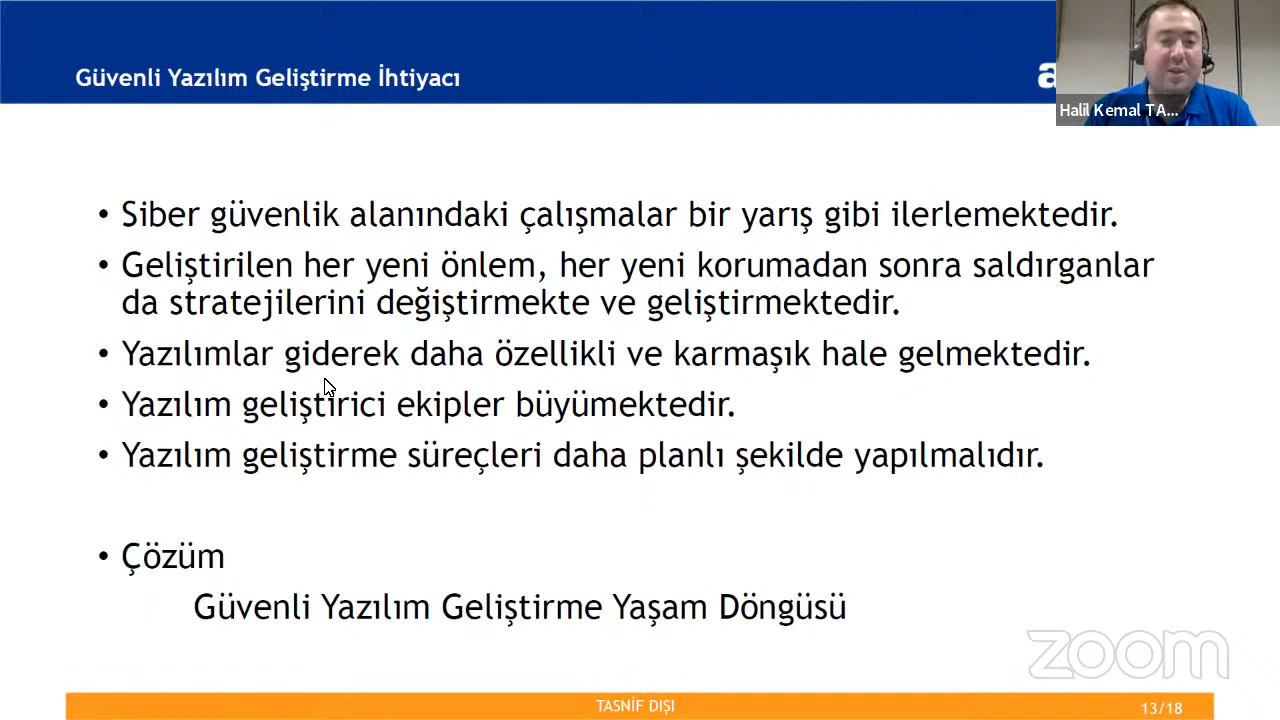 Güvenli Yazılım Geliştirme İhtiyacı
a
Halil Kemal TA...
• Siber güvenlik alanındaki çalışmalar bir yarış gibi ilerlemektedir.
• Geliştirilen her yeni önlem, her yeni korumadan sonra saldırganlar
da stratejilerini değiştirmekte ve geliştirmektedir.
• Yazılımlar giderek daha özellikli ve karmaşık hale gelmektedir.
• Yazılım geliştirici ekipler büyümektedir.
• Yazılım geliştirme süreçleri daha planlı şekilde yapılmalıdır.
• Çözüm
Güvenli Yazılım Geliştirme Yaşam Döngüsü
zoom
TASNİF DIŞI
13/18